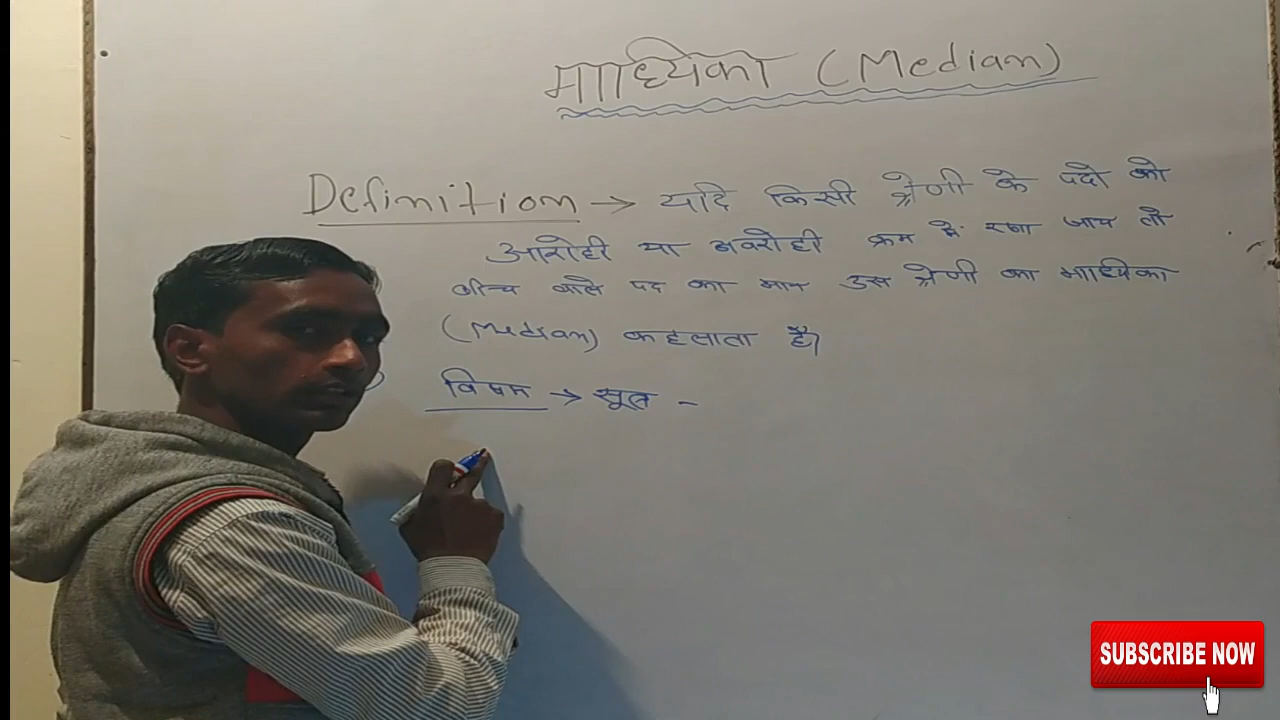 माध्यिका (Median)
Definition → यदि किसी श्रेणी के पदो को
आरोही या अवरोही क्रम में रखा जाय तो
बीच वाले पद का मान उस श्रेणी का माध्यिका
(Median) कहलाता है।
विषम → सूत्र -
SUBSCRIBE NOW